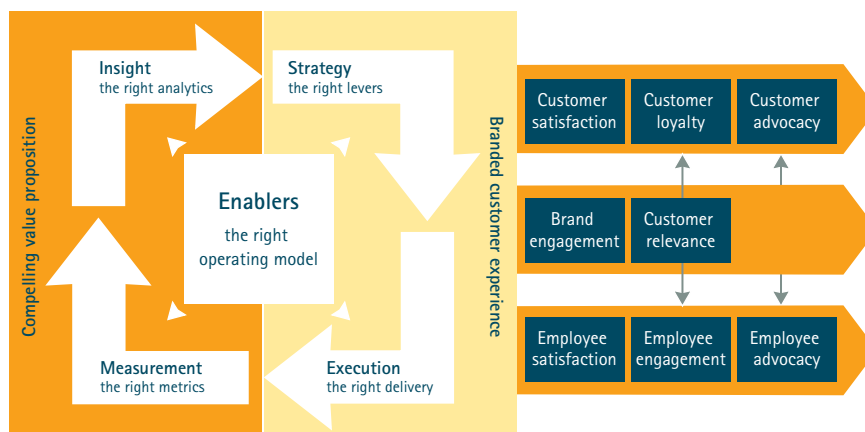 Compelling value proposition
Insight
the right analytics
Strategy
the right levers
Enablers
the right
operating model
Measurement
the right metrics
Execution
the right delivery
Branded customer experience
Customer
satisfaction
Customer
loyalty
Customer
advocacy
Brand
engagement
Customer
relevance
Employee
satisfaction
Employee
engagement
Employee
advocacy